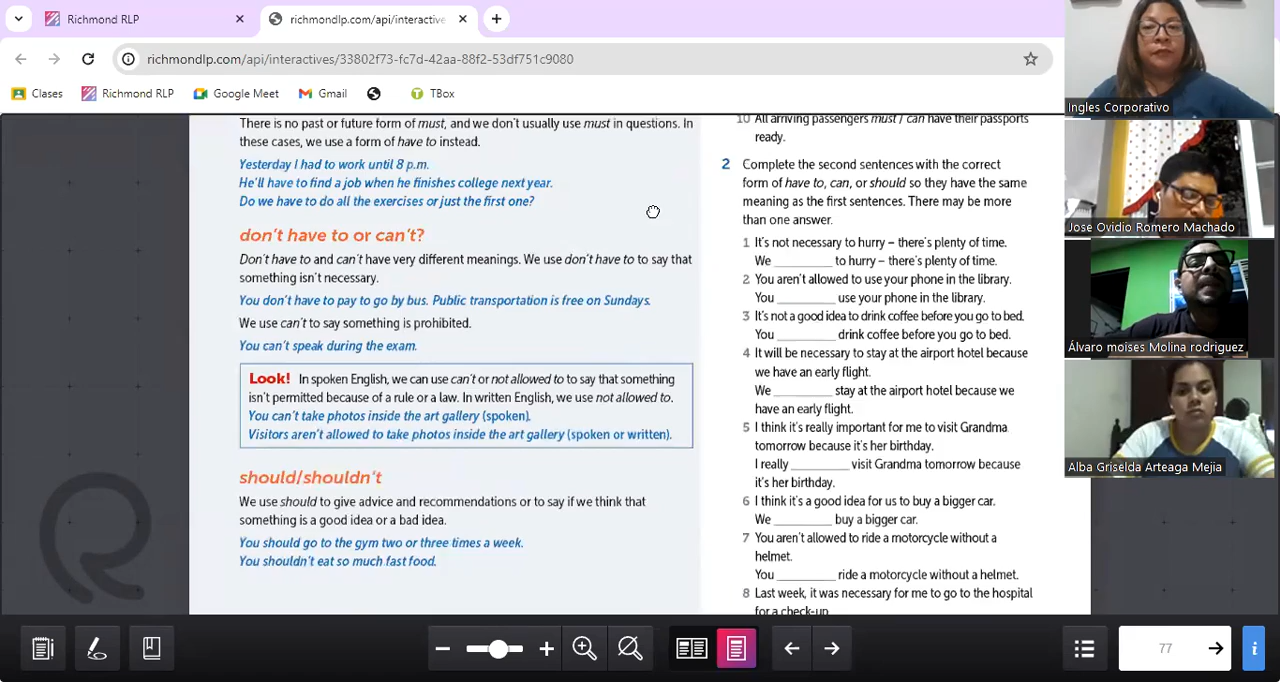 Richmond RLP
richmondlp.com/api/interactive
richmondlp.com/api/interactives/33802f73-fc7d-42aa-88f2-53df751c9080
Clases
Richmond RLP
Google Meet
Gmail
TBox
There is no past or future form of must, and we don't usually use must in questions. In
these cases, we use a form of have to instead.
Yesterday I had to work until 8 p.m.
He'll have to find a job when he finishes college next year.
Do we have to do all the exercises or just the first one?
don't have to or can't?
Don't have to and can't have very different meanings. We use don't have to to say that
something isn't necessary.
You don't have to pay to go by bus. Public transportation is free on Sundays.
We use can't to say something is prohibited.
You can't speak during the exam.
Look! In spoken English, we can use can't or not allowed to to say that something
isn't permitted because of a rule or a law. In written English, we use not allowed to.
You can't take photos inside the art gallery (spoken).
Visitors aren't allowed to take photos inside the art gallery (spoken or written).
should/shouldn't
We use should to give advice and recommendations or to say if we think that
something is a good idea or a bad idea.
You should go to the gym two or three times a week.
You shouldn't eat so much fast food.
10 All arriving passengers must / can have their passports
ready.
2 Complete the second sentences with the correct
form of have to, can, or should so they have the same
meaning as the first sentences. There may be more
than one answer.
1 It's not necessary to hurry – there's plenty of time.
We ________ to hurry – there's plenty of time.
2 You aren't allowed to use your phone in the library.
You ________ use your phone in the library.
3 It's not a good idea to drink coffee before you go to bed.
You ________ drink coffee before you go to bed.
4 It will be necessary to stay at the airport hotel because
we have an early flight.
We ________ stay at the airport hotel because we
have an early flight.
5 I think it's really important for me to visit Grandma
tomorrow because it's her birthday.
I really ________ visit Grandma tomorrow because
it's her birthday.
6 I think it's a good idea for us to buy a bigger car.
We ________ buy a bigger car.
7 You aren't allowed to ride a motorcycle without a
helmet.
You ________ ride a motorcycle without a helmet.
8 Last week, it was necessary for me to go to the hospital
for a check-up.
Ingles Corporativo
Jose Ovidio Romero Machado
Álvaro moises Molina rodriguez
Alba Griselda Arteaga Mejia
77